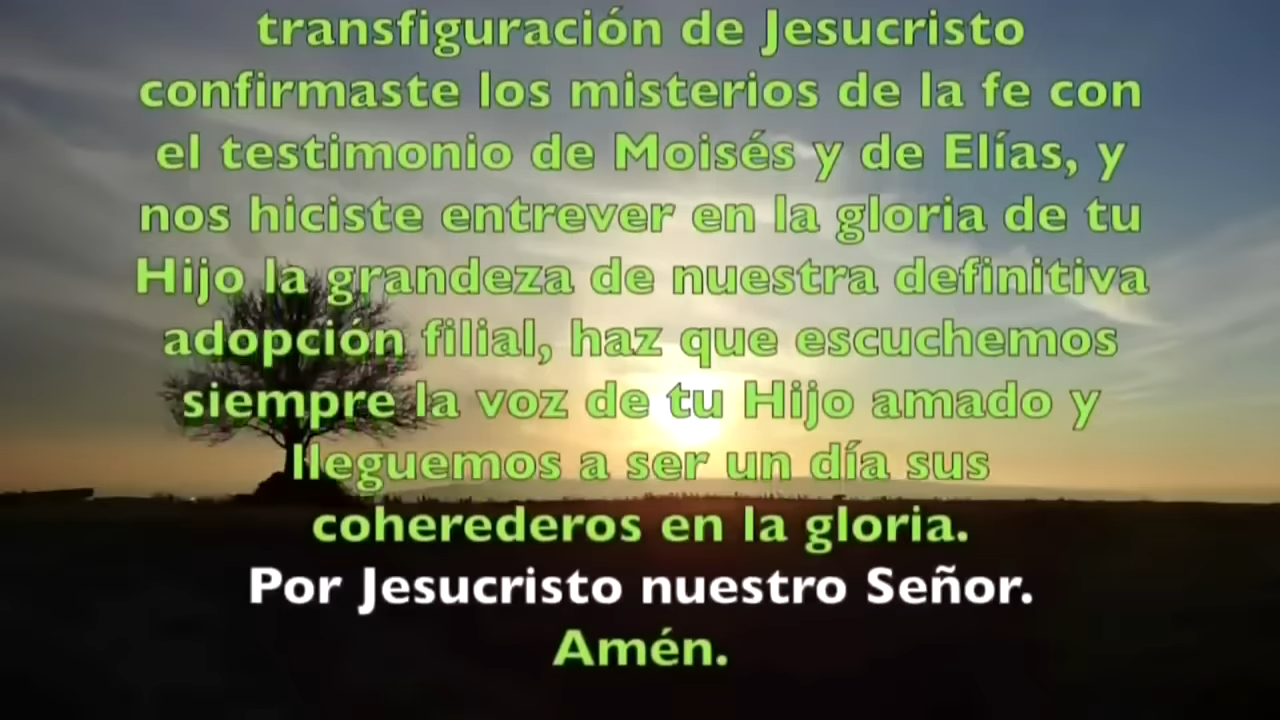 transfiguración de Jesucristo
confirmaste los misterios de la fe con
el testimonio de Moisés y de Elías, y
nos hiciste entrever en la gloria de tu
Hijo la grandeza de nuestra definitiva
adopción filial, haz que escuchemos
siempre la voz de tu Hijo amado y
lleguemos a ser un día sus
coherederos en la gloria.
Por Jesucristo nuestro Señor.
Amén.